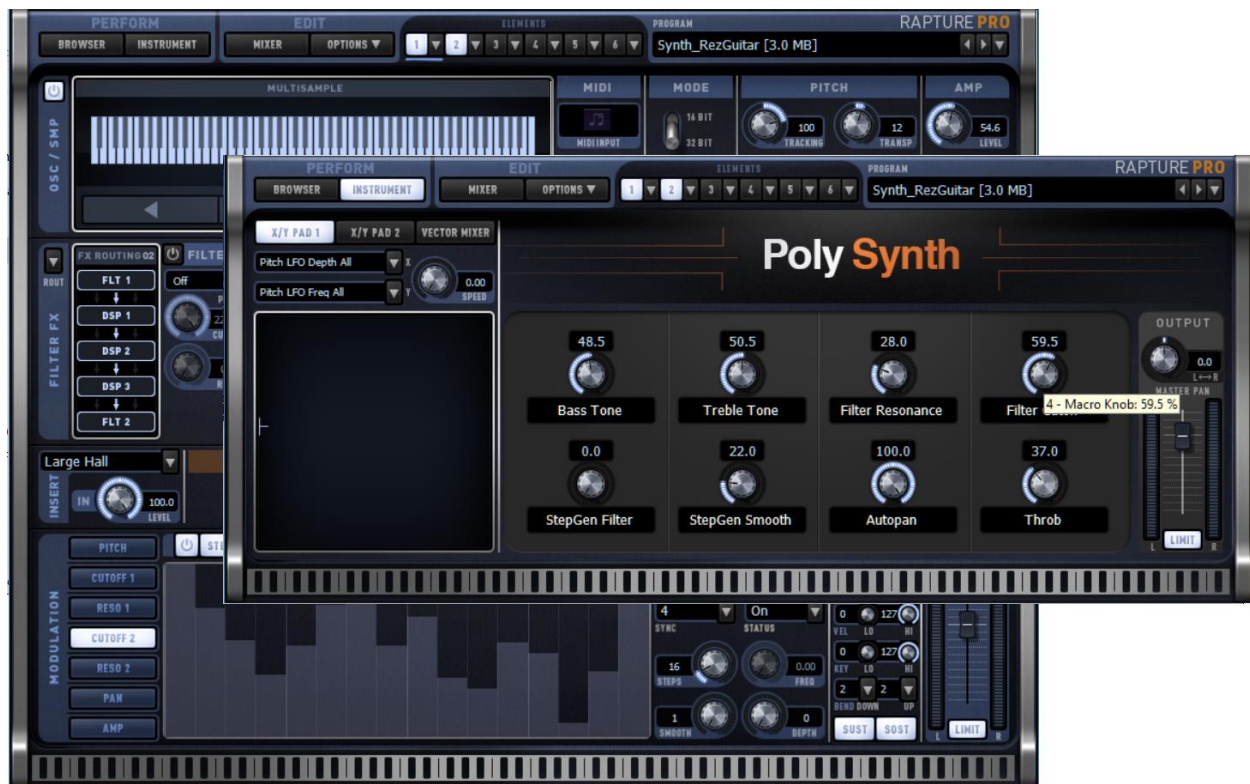 PERFORM
EDIT
ELEMENTS
PROGRAM
RAPTURE PRO
BROWSER
INSTRUMENT
MIXER
OPTIONS
1 2 3 4 5 6
Synth_RezGuitar [3.0 MB]
OSC / SMP
MULTISAMPLE
MIDI
MODE
PITCH
AMP
16 BIT
32 BIT
MIDI INPUT
100
TRACKING
12
TRANSP
54.6
LEVEL
PERFORM
EDIT
ELEMENTS
PROGRAM
RAPTURE PRO
BROWSER
INSTRUMENT
MIXER
OPTIONS
1 2 3 4 5 6
Synth_RezGuitar [3.0 MB]
X/Y PAD 1
X/Y PAD 2
VECTOR MIXER
Pitch LFO Depth All
X
Pitch LFO Freq All
Y
0.00
SPEED
Poly Synth
48.5
50.5
28.0
59.5
Bass Tone
Treble Tone
Filter Resonance
Filter
4 - Macro Knob: 59.5 %
0.0
22.0
100.0
37.0
StepGen Filter
StepGen Smooth
Autopan
Throb
OUTPUT
0.0
L↔R
MASTER PAN
LIMIT
L
R
ROUT
FILTER FX
FX ROUTING 02
FLT 1
DSP 1
DSP 2
DSP 3
FLT 2
Off
Large Hall
INSERT
IN
100.0
LEVEL
MODULATION
PITCH
CUTOFF 1
RESO 1
CUTOFF 2
RESO 2
PAN
AMP
4
SYNC
On
STATUS
16
STEPS
0.00
FREQ
1
SMOOTH
0
DEPTH
0
127
VEL LO HI
0
127
KEY LO HI
2
2
BEND DOWN UP
SUST
SOST
L
LIMIT
R